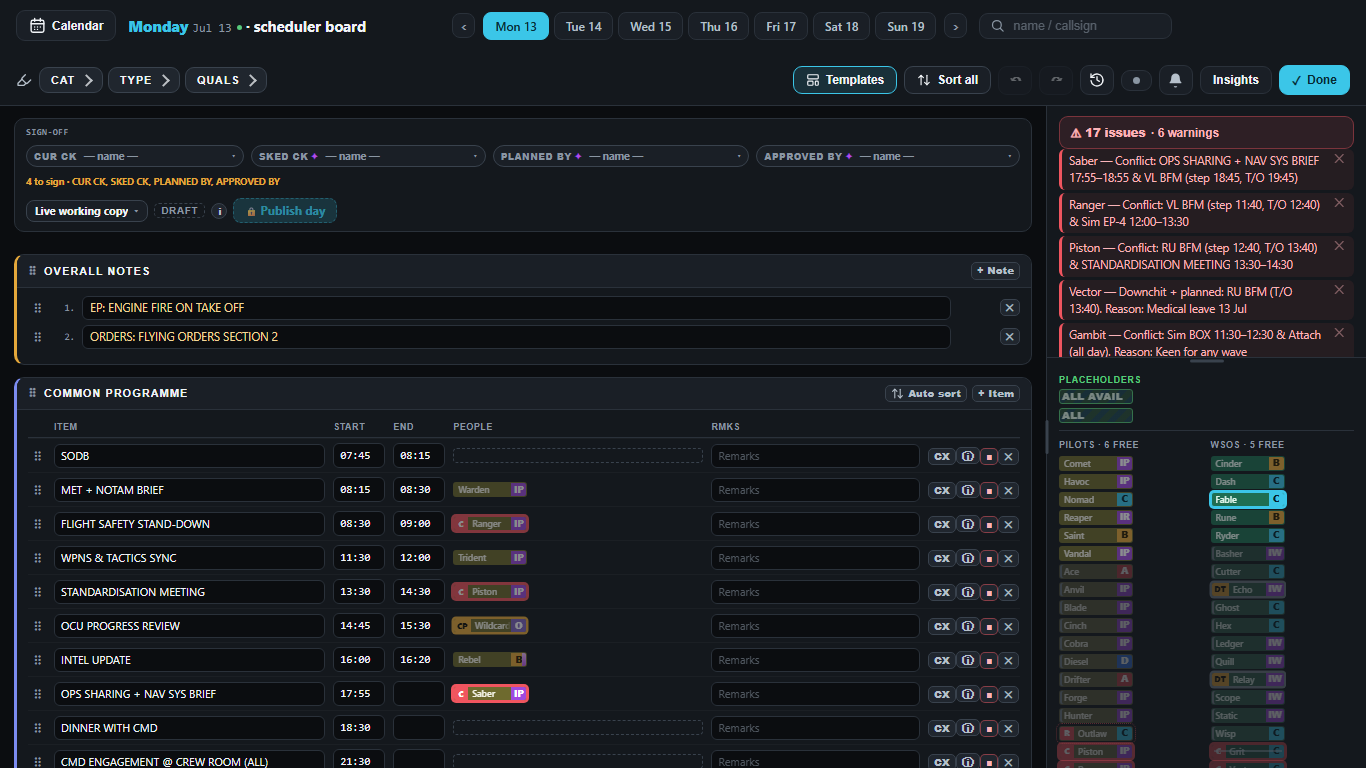 Calendar Monday Jul 13 • · scheduler board ‹ Mon 13 Tue 14 Wed 15 Thu 16 Fri 17 Sat 18 Sun 19 › name / callsign
CAT TYPE QUALS Templates Sort all Insights ✓ Done
SIGN-OFF
CUR CK — name — SKED CK ✦ — name — PLANNED BY ✦ — name — APPROVED BY ✦ — name —
4 to sign · CUR CK, SKED CK, PLANNED BY, APPROVED BY
Live working copy DRAFT i Publish day
OVERALL NOTES + Note
1. EP: ENGINE FIRE ON TAKE OFF
2. ORDERS: FLYING ORDERS SECTION 2
COMMON PROGRAMME Auto sort + Item
ITEM START END PEOPLE RMKS
SODB 07:45 08:15 Remarks CX
MET + NOTAM BRIEF 08:15 08:30 Warden IP Remarks CX
FLIGHT SAFETY STAND-DOWN 08:30 09:00 C Ranger IP Remarks CX
WPNS & TACTICS SYNC 11:30 12:00 Trident IP Remarks CX
STANDARDISATION MEETING 13:30 14:30 C Piston IP Remarks CX
OCU PROGRESS REVIEW 14:45 15:30 CP Wildcar O Remarks CX
INTEL UPDATE 16:00 16:20 Rebel B Remarks CX
OPS SHARING + NAV SYS BRIEF 17:55 C Saber IP Remarks CX
DINNER WITH CMD 18:30 Remarks CX
CMD ENGAGEMENT @ CREW ROOM (ALL) 21:30 Remarks CX
⚠ 17 issues · 6 warnings
Saber — Conflict: OPS SHARING + NAV SYS BRIEF
17:55–18:55 & VL BFM (step 18:45, T/O 19:45)
Ranger — Conflict: VL BFM (step 11:40, T/O 12:40)
& Sim EP-4 12:00–13:30
Piston — Conflict: RU BFM (step 12:40, T/O 13:40)
& STANDARDISATION MEETING 13:30–14:30
Vector — Downchit + planned: RU BFM (T/O
13:40). Reason: Medical leave 13 Jul
Gambit — Conflict: Sim BOX 11:30–12:30 & Attach
(all day). Reason: Keen for any wave
PLACEHOLDERS
ALL AVAIL
ALL
PILOTS · 6 FREE WSOS · 5 FREE
Comet IP Cinder B
Havoc IP Dash C
Nomad C Fable C
Reaper IR Rune B
Saint B Ryder C
Vandal IP Basher IW
Ace A Cutter C
Anvil IP DT Echo IW
Blade IP Ghost C
Cinch IP Hex C
Cobra IP Ledger IW
Diesel D Quill IW
Drifter A DT Relay IW
Forge IP Scope IW
Hunter IP Static IW
R Outlaw C Wisp C
C Piston IP C Grit C